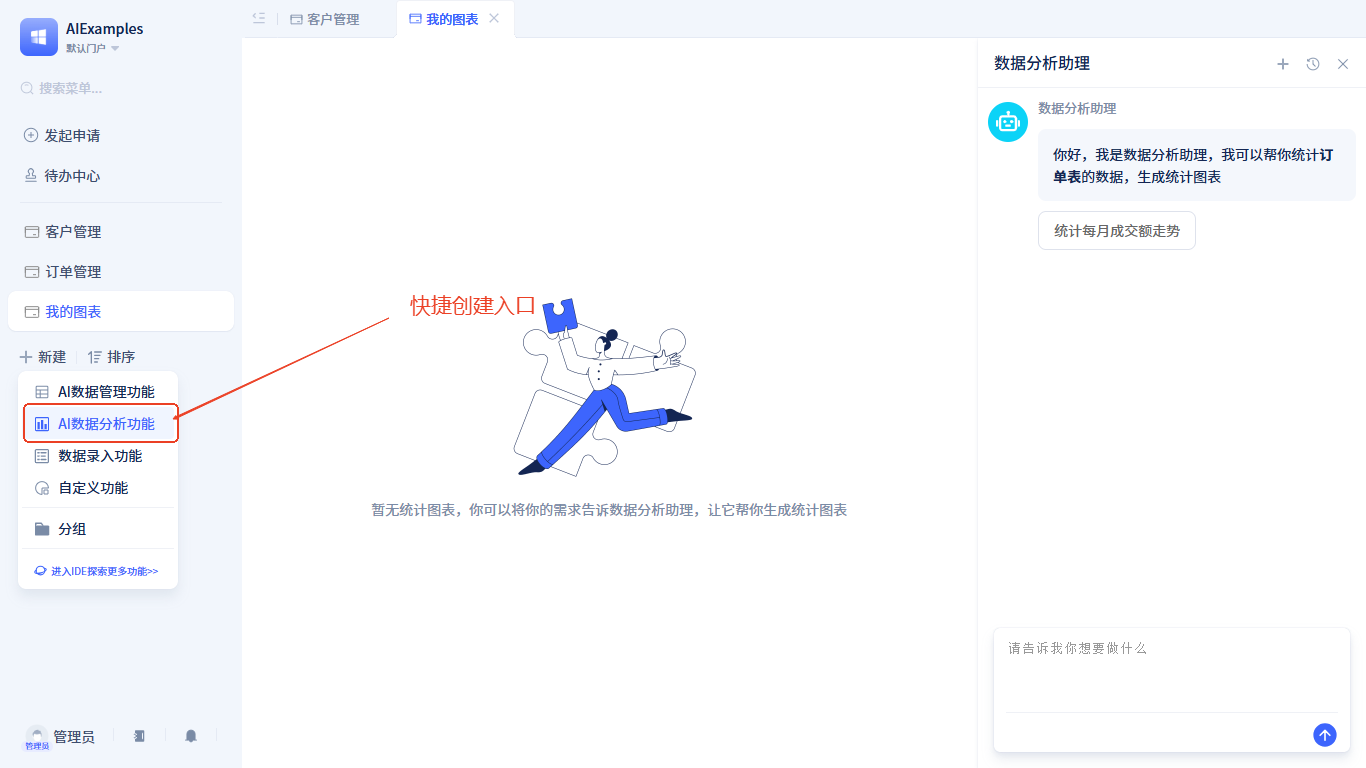 AIExamples
默认门户
搜索菜单...
发起申请
待办中心
客户管理
订单管理
我的图表
新建
排序
AI数据管理功能
AI数据分析功能
数据录入功能
自定义功能
分组
进入IDE探索更多功能>>
管理员
管理员
客户管理
我的图表
快捷创建入口
暂无统计图表，你可以将你的需求告诉数据分析助理，让它帮你生成统计图表
数据分析助理
数据分析助理
你好，我是数据分析助理，我可以帮你统计订
单表的数据，生成统计图表
统计每月成交额走势
请告诉我你想要做什么